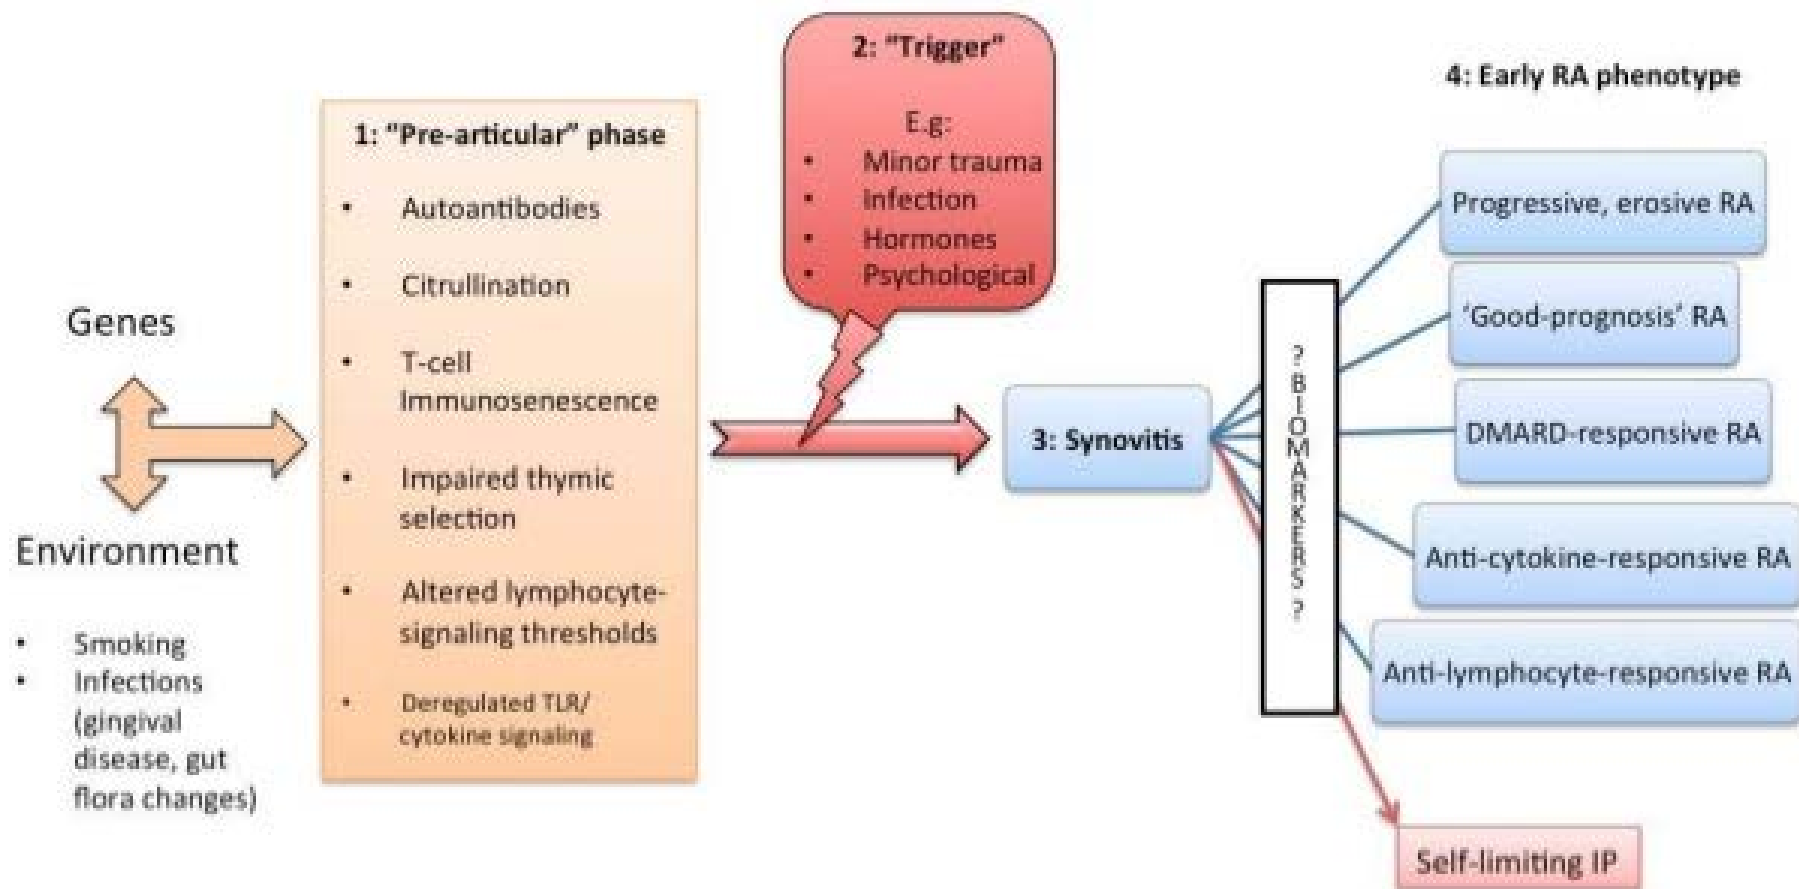 Genes
Environment
• Smoking
• Infections
(gingival
disease, gut
flora changes)
1: “Pre-articular” phase
• Autoantibodies
• Citrullination
• T-cell
Immunosenescence
• Impaired thymic
selection
• Altered lymphocyte-
signaling thresholds
• Deregulated TLR/
cytokine signaling
2: “Trigger”
E.g:
• Minor trauma
• Infection
• Hormones
• Psychological
3: Synovitis
? BIOMARKERS ?
4: Early RA phenotype
Progressive, erosive RA
‘Good-prognosis’ RA
DMARD-responsive RA
Anti-cytokine-responsive RA
Anti-lymphocyte-responsive RA
Self-limiting IP